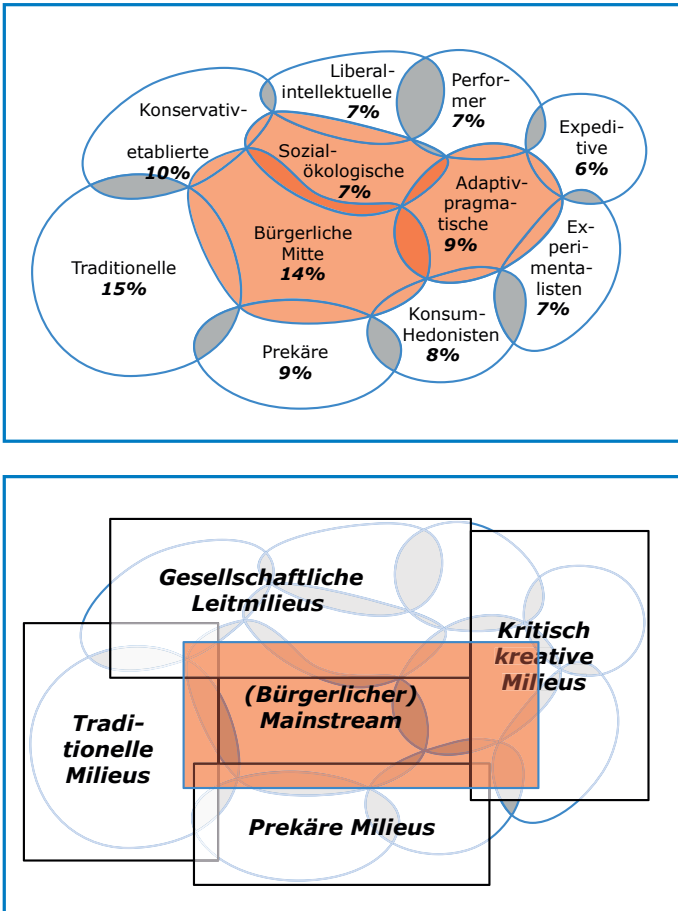 Konservativ-
etablierte
10%
Liberal-
intellektuelle
7%
Perfor-
mer
7%
Expedi-
tive
6%
Sozial-
ökologische
7%
Adaptiv-
pragma-
tische
9%
Ex-
peri-
menta-
listen
7%
Traditionelle
15%
Bürgerliche
Mitte
14%
Prekäre
9%
Konsum-
Hedonisten
8%
Gesellschaftliche
Leitmilieus
Kritisch
kreative
Milieus
Tradi-
tionelle
Milieus
(Bürgerlicher)
Mainstream
Prekäre Milieus